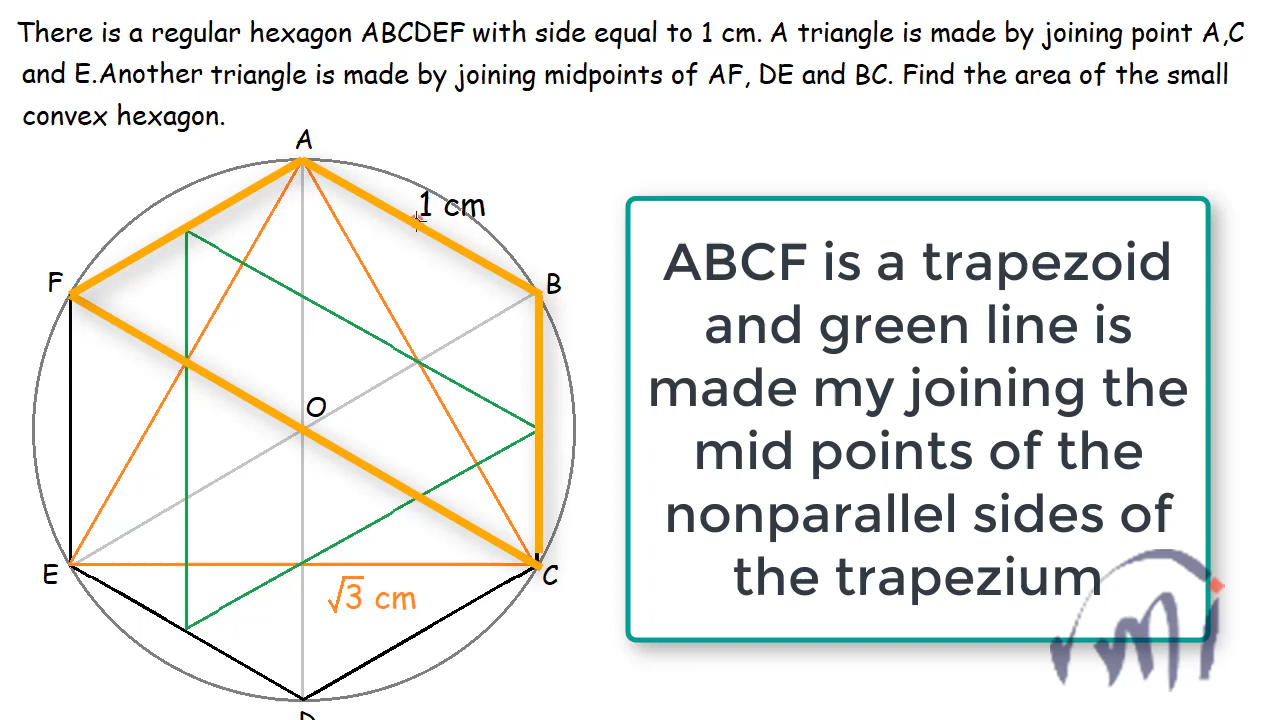 There is a regular hexagon ABCDEF with side equal to 1 cm. A triangle is made by joining point A,C
and E.Another triangle is made by joining midpoints of AF, DE and BC. Find the area of the small
convex hexagon.
A
1 cm
F
B
O
E
C
√3 cm
D
ABCF is a trapezoid
and green line is
made my joining the
mid points of the
nonparallel sides of
the trapezium
rmi